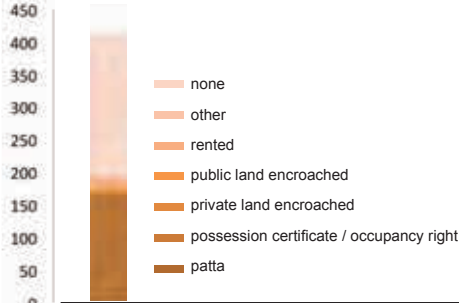 450
400
350
300
250
200
150
100
50
0
none
other
rented
public land encroached
private land encroached
possession certificate / occupancy right
patta